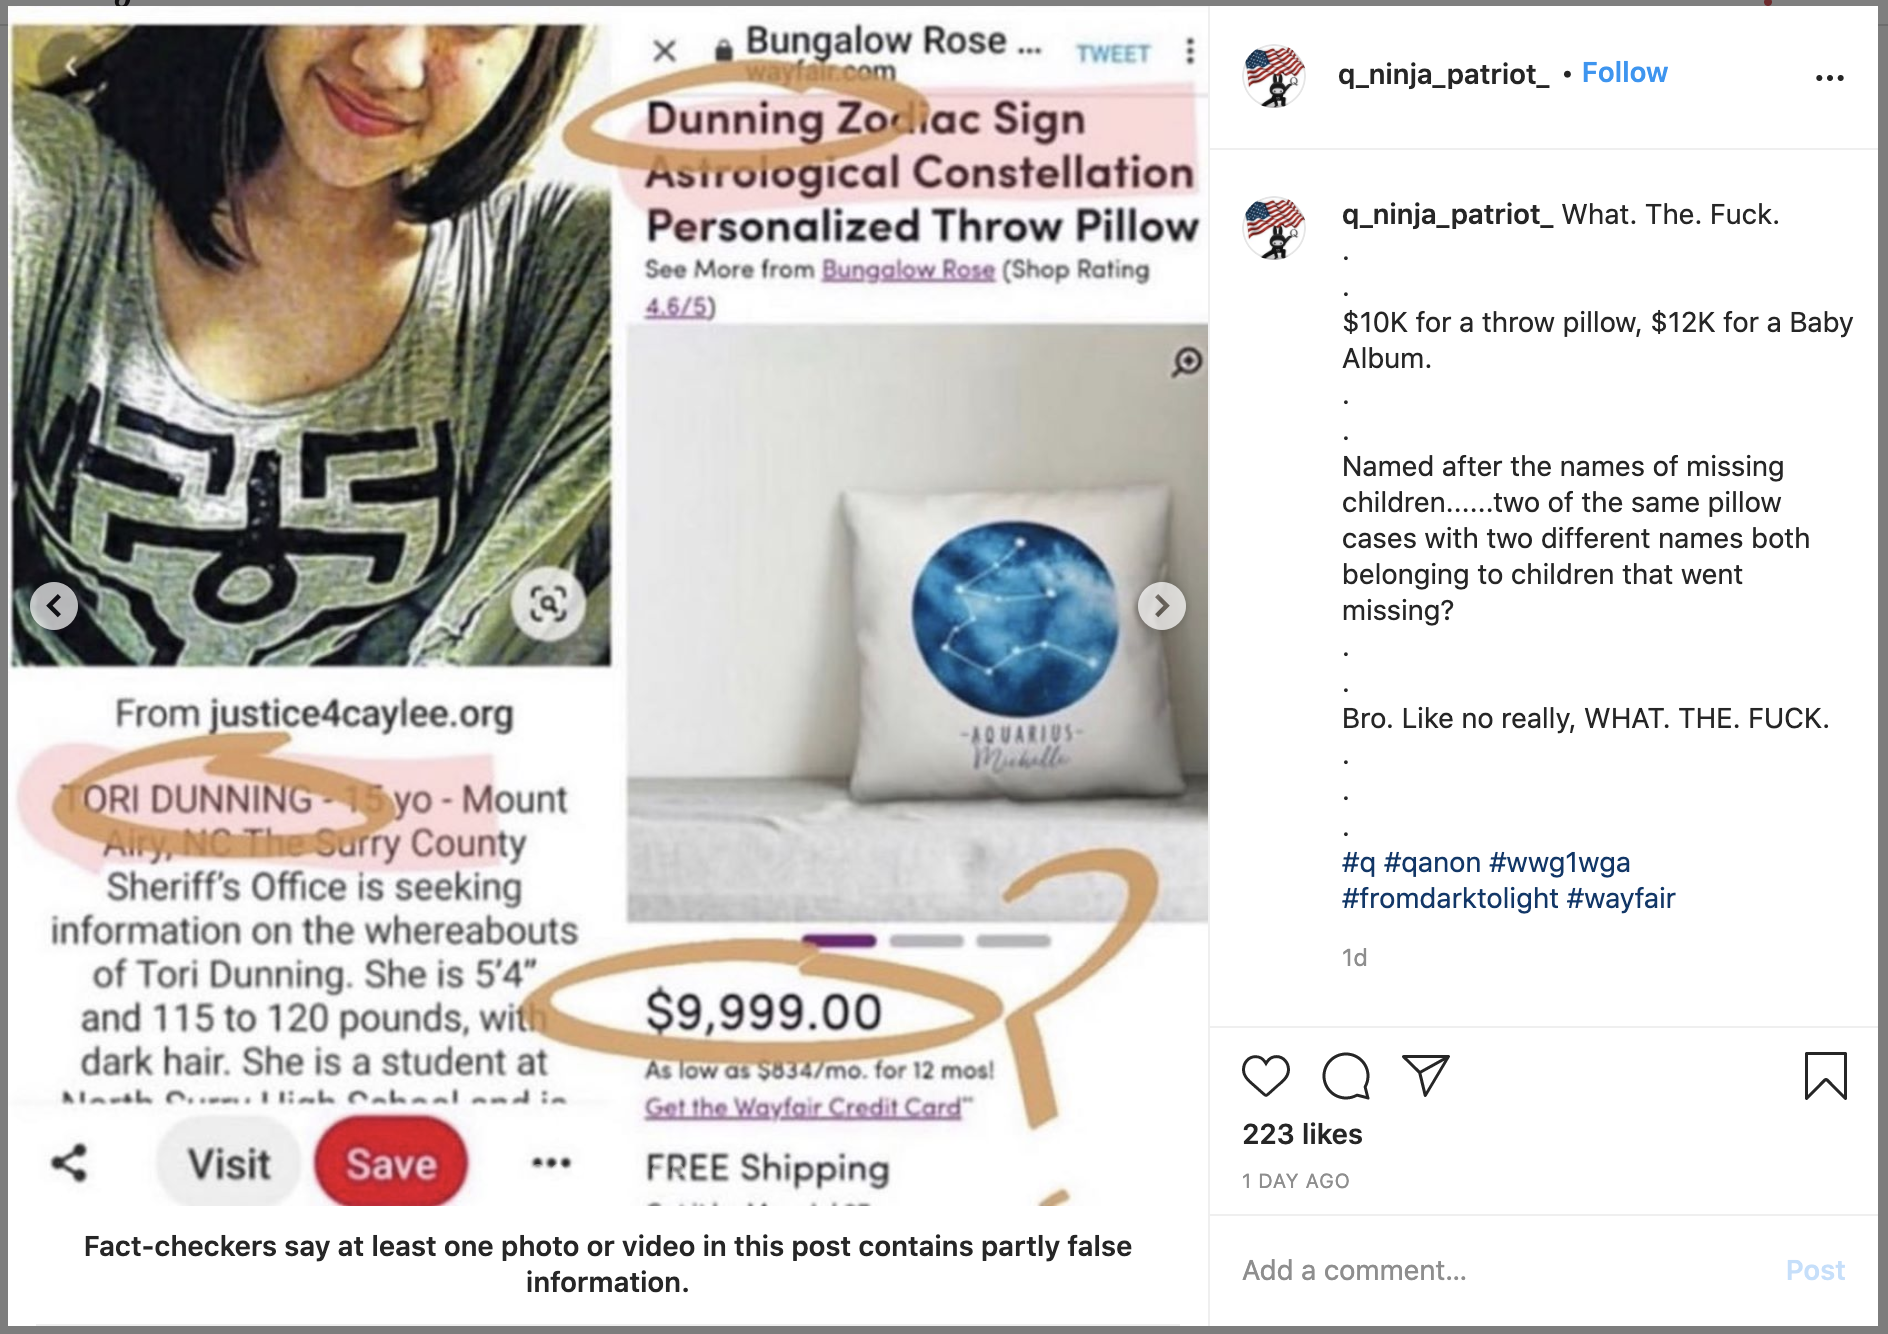 Bungalow Rose ...
wayfair.com
TWEET
Dunning Zodiac Sign
Astrological Constellation
Personalized Throw Pillow
See More from Bungalow Rose (Shop Rating
4.6/5)
-AQUARIUS-
Michelle
$9,999.00
As low as $834/mo. for 12 mos!
Get the Wayfair Credit Card
FREE Shipping
From justice4caylee.org
TORI DUNNING - 15 yo - Mount
Airy, NC The Surry County
Sheriff's Office is seeking
information on the whereabouts
of Tori Dunning. She is 5'4”
and 115 to 120 pounds, with
dark hair. She is a student at
North Surry High School and is
Visit
Save
Fact-checkers say at least one photo or video in this post contains partly false
information.
q_ninja_patriot_ • Follow
q_ninja_patriot_ What. The. Fuck.
.
.
$10K for a throw pillow, $12K for a Baby
Album.
.
.
Named after the names of missing
children......two of the same pillow
cases with two different names both
belonging to children that went
missing?
.
.
Bro. Like no really, WHAT. THE. FUCK.
.
.
.
#q #qanon #wwg1wga
#fromdarktolight #wayfair
1d
223 likes
1 DAY AGO
Add a comment...
Post